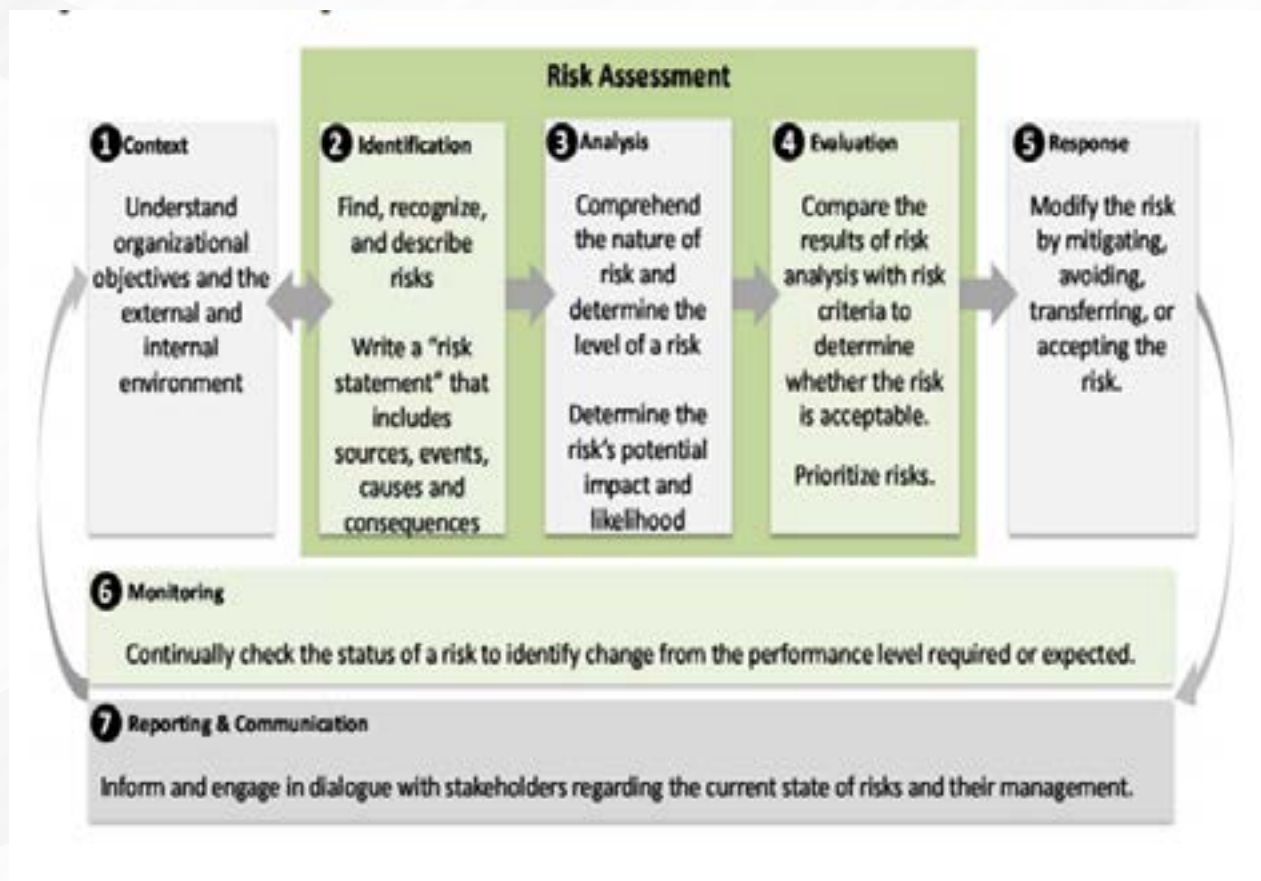 Risk Assessment
1 Context
Understand
organizational
objectives and the
external and
internal
environment
2 Identification
Find, recognize,
and describe
risks
Write a “risk
statement” that
includes
sources, events,
causes and
consequences
3 Analysis
Comprehend
the nature of
risk and
determine the
level of a risk
Determine the
risk's potential
impact and
likelihood
4 Evaluation
Compare the
results of risk
analysis with risk
criteria to
determine
whether the risk
is acceptable.
Prioritize risks.
5 Response
Modify the risk
by mitigating,
avoiding,
transferring, or
accepting the
risk.
6 Monitoring
Continually check the status of a risk to identify change from the performance level required or expected.
7 Reporting & Communication
Inform and engage in dialogue with stakeholders regarding the current state of risks and their management.